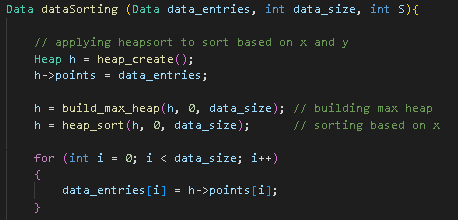 Data dataSorting (Data data_entries, int data_size, int S){
// applying heapsort to sort based on x and y
Heap h = heap_create();
h->points = data_entries;
h = build_max_heap(h, 0, data_size); // building max heap
h = heap_sort(h, 0, data_size);      // sorting based on x
for (int i = 0; i < data_size; i++)
{
data_entries[i] = h->points[i];
}